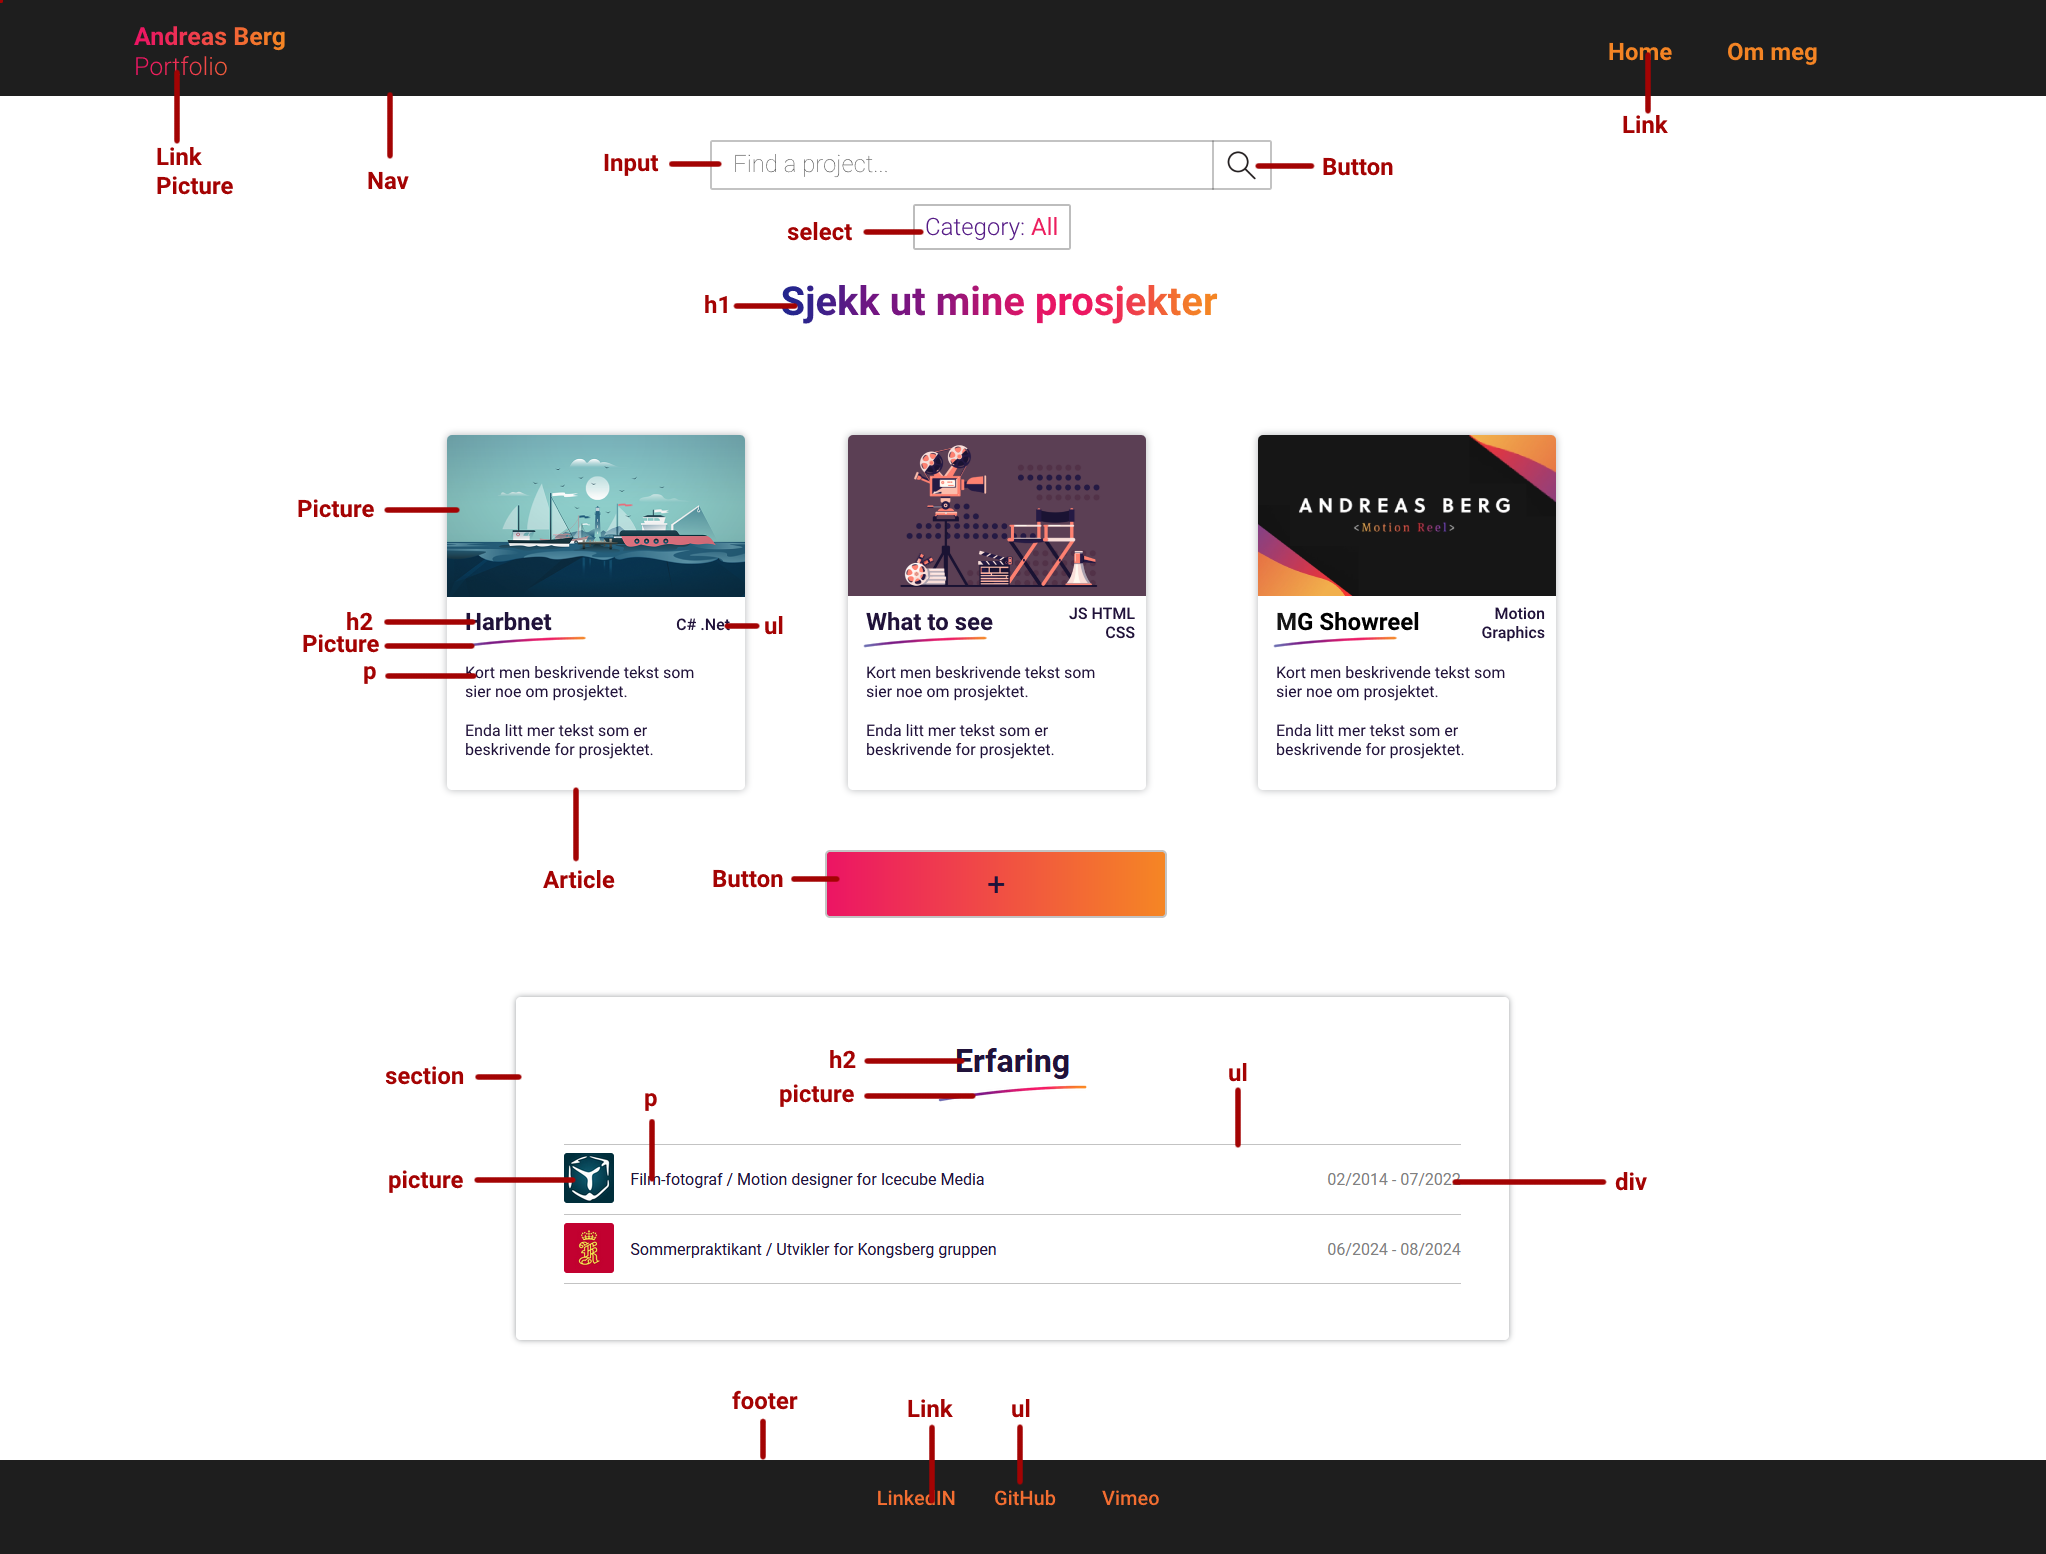 Andreas Berg
Portfolio
Home
Om meg
Link
Picture
Nav
Link
Input
Find a project...
Button
select
Category: All
h1
Sjekk ut mine prosjekter
Picture
ANDREAS BERG
<Motion Reel>
h2
Harbnet
C# .Net
ul
Picture
p
Kort men beskrivende tekst som
sier noe om prosjektet.
Enda litt mer tekst som er
beskrivende for prosjektet.
What to see
JS HTML
CSS
Kort men beskrivende tekst som
sier noe om prosjektet.
Enda litt mer tekst som er
beskrivende for prosjektet.
MG Showreel
Motion
Graphics
Kort men beskrivende tekst som
sier noe om prosjektet.
Enda litt mer tekst som er
beskrivende for prosjektet.
Article
Button
+
section
h2
Erfaring
picture
ul
p
picture
Film-fotograf / Motion designer for Icecube Media
02/2014 - 07/2022
div
Sommerpraktikant / Utvikler for Kongsberg gruppen
06/2024 - 08/2024
footer
Link
ul
LinkedIN
GitHub
Vimeo